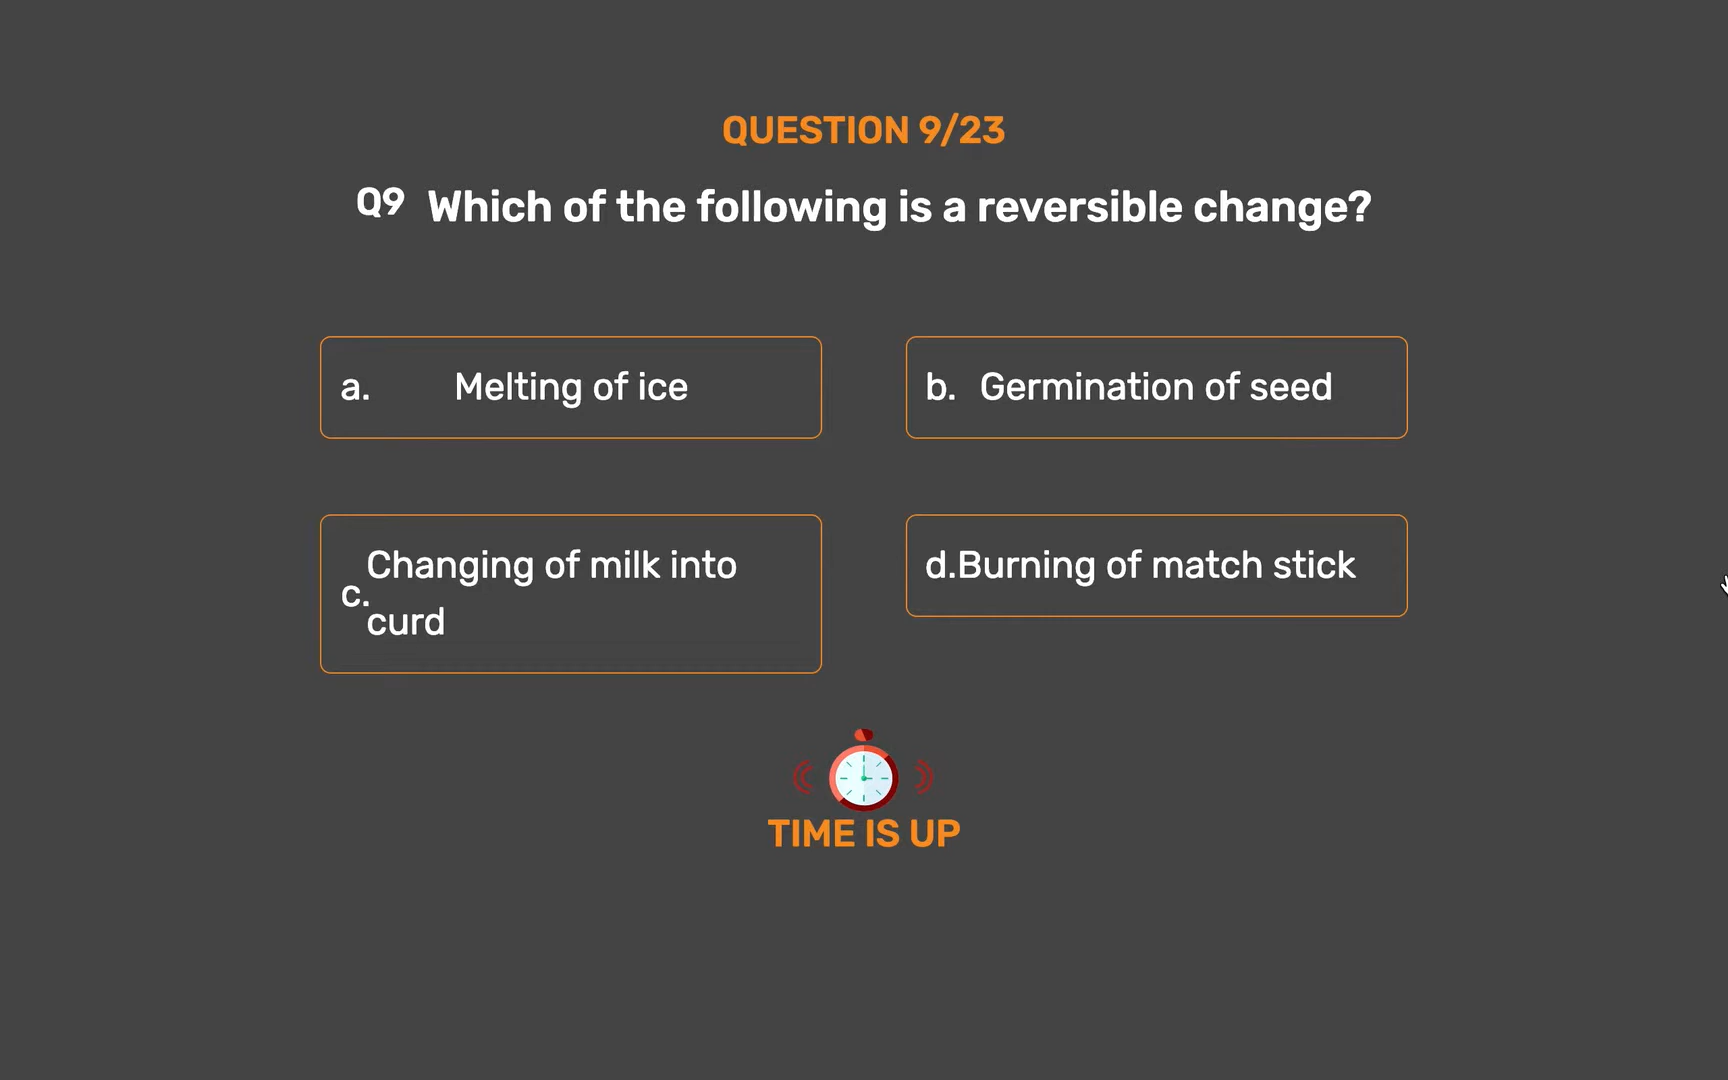 QUESTION 9/23
Q9 Which of the following is a reversible change?
a. Melting of ice
b. Germination of seed
c. Changing of milk into
curd
d.Burning of match stick
TIME IS UP